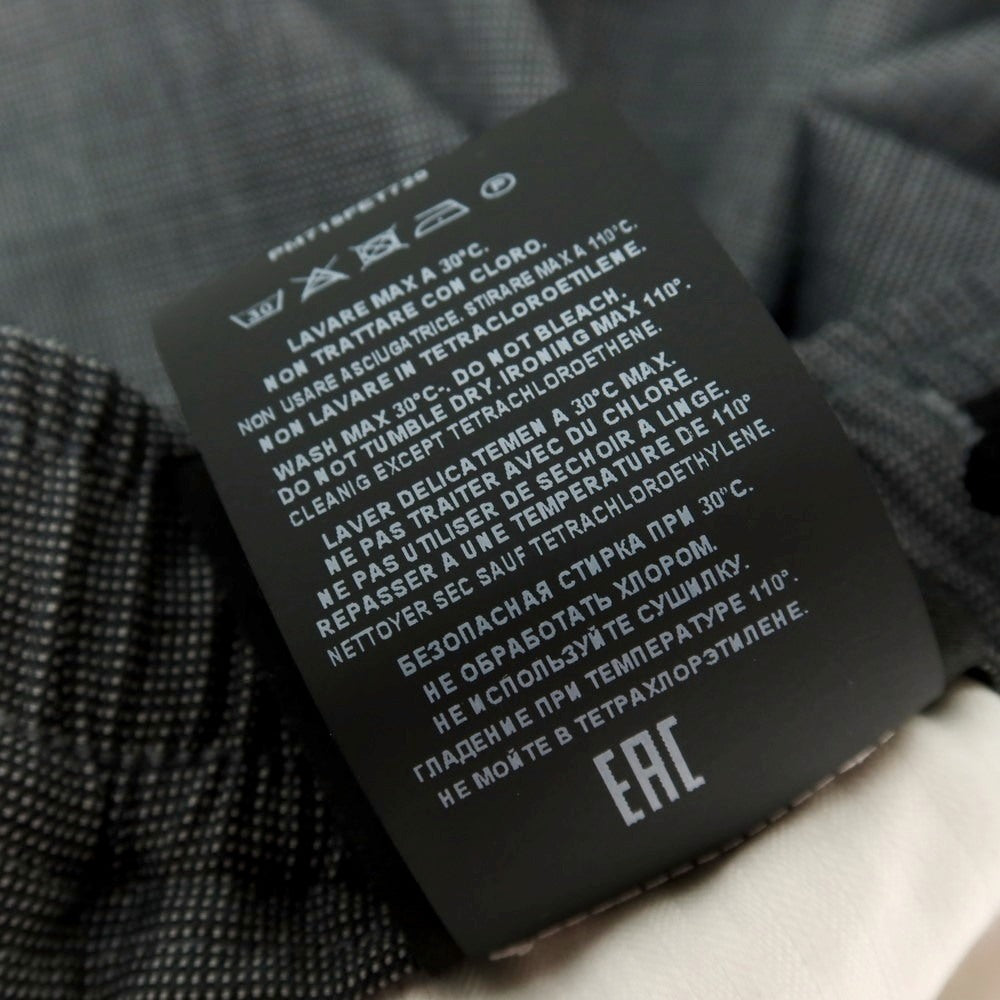 30 P
LAVARE MAX A 30°C.
NON TRATTARE CON CLORO.
NON USARE ASCIUGATRICE. STIRARE MAX A 110°C.
NON LAVARE IN TETRACLOROETILENE.
WASH MAX 30°C-. DO NOT BLEACH.
DO NOT TUMBLE DRY. IRONING MAX 110°.
CLEANIG EXCEPT TETRACHLOROETHENE.
LAVER DELICATEMEN A 30°C MAX.
NE PAS TRAITER AVEC DU CHLORE.
NE PAS UTILISER DE SECHOIR A LINGE.
REPASSER A UNE TEMPERATURE DE 110°
NETTOYER SEC SAUF TETRACHLOROETHYLENE.
БЕЗОПАСНАЯ СТИРКА ПРИ 30°C.
НЕ ОБРАБОТАТЬ ХЛОРОМ.
НЕ ИСПОЛЬЗУЙТЕ СУШИЛКУ.
ГЛАДЕНИЕ ПРИ ТЕМПЕРАТУРЕ 110°.
НЕ МОЙТЕ В ТЕТРАХЛОРЭТИЛЕНЕ.
EAC